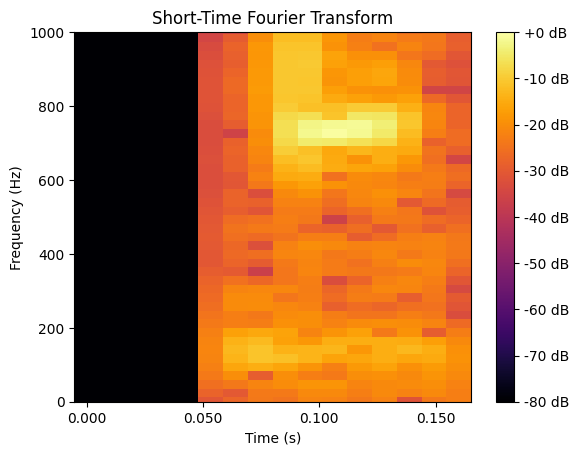 Short-Time Fourier Transform
1000
800
600
400
200
0
Frequency (Hz)
0.000
0.050
0.100
0.150
Time (s)
+0 dB
-10 dB
-20 dB
-30 dB
-40 dB
-50 dB
-60 dB
-70 dB
-80 dB